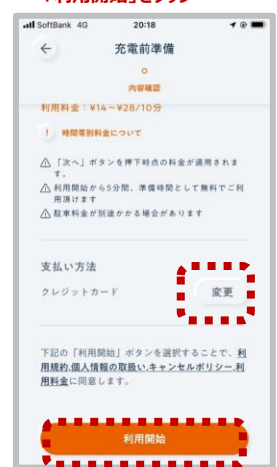 「利用開始」をタップ
SoftBank 4G 20:18
充電前準備
内容確認
利用料金：¥14～¥28/10分
! 時間帯別料金について
「次へ」ボタンを押下時点の料金が適用されま
す。
利用開始から5分間、準備時間として無料でご利
用頂けます
駐車料金が別途かかる場合があります
支払い方法
クレジットカード
変更
下記の「利用開始」ボタンを選択することで、利
用規約,個人情報の取扱い,キャンセルポリシー,利
用料金に同意します。
利用開始